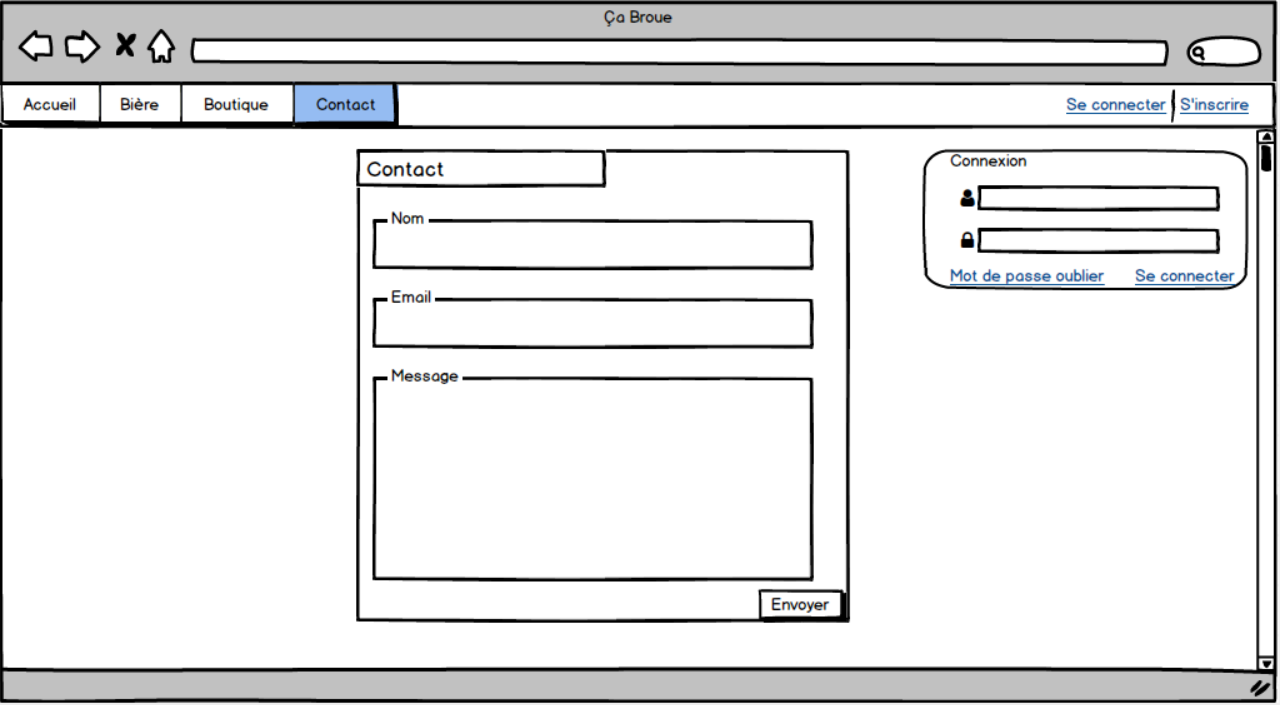 Ça Broue
Accueil Bière Boutique Contact Se connecter S'inscrire
Contact
Nom
Email
Message
Envoyer
Connexion
Mot de passe oublier Se connecter